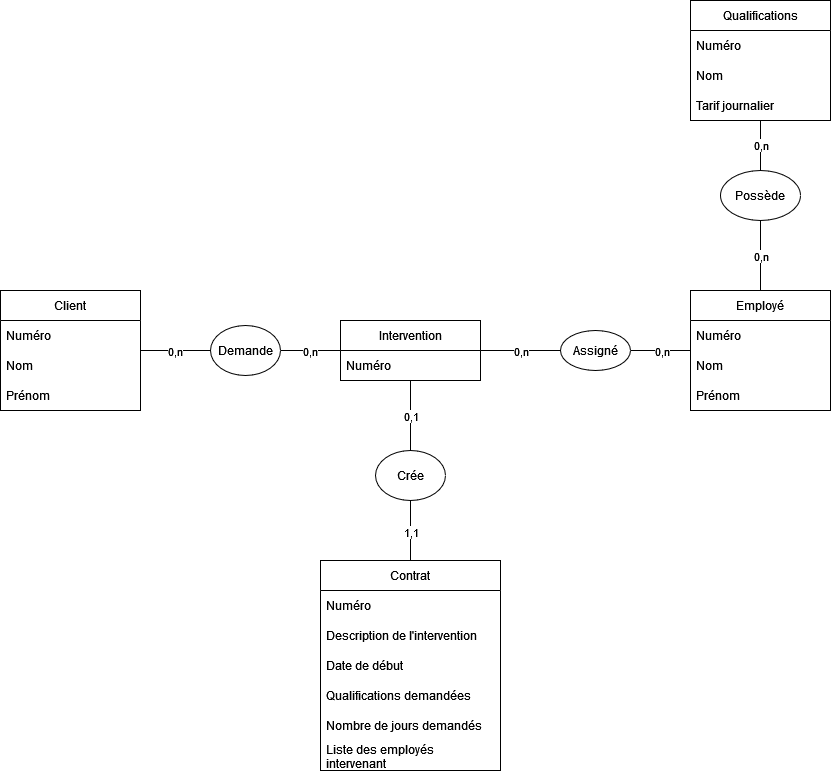 Qualifications
Numéro
Nom
Tarif journalier
0,n
Possède
0,n
Client
Numéro
Nom
Prénom
0,n
Demande
0,n
Intervention
Numéro
0,n
Assigné
0,n
Employé
Numéro
Nom
Prénom
0,1
Crée
1,1
Contrat
Numéro
Description de l'intervention
Date de début
Qualifications demandées
Nombre de jours demandés
Liste des employés
intervenant